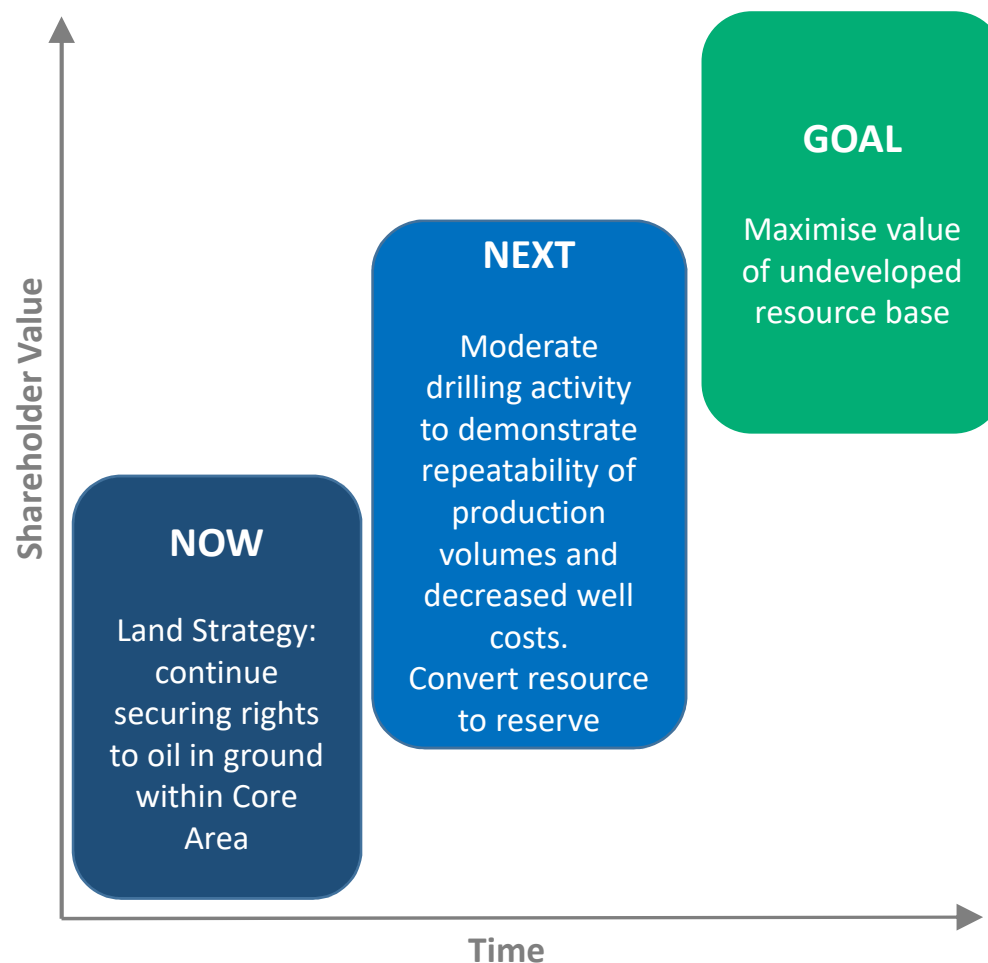 Shareholder Value
GOAL
Maximise value
of undeveloped
resource base
NEXT
Moderate
drilling activity
to demonstrate
repeatability of
production
volumes and
decreased well
costs.
Convert resource
to reserve
NOW
Land Strategy:
continue
securing rights
to oil in ground
within Core
Area
Time